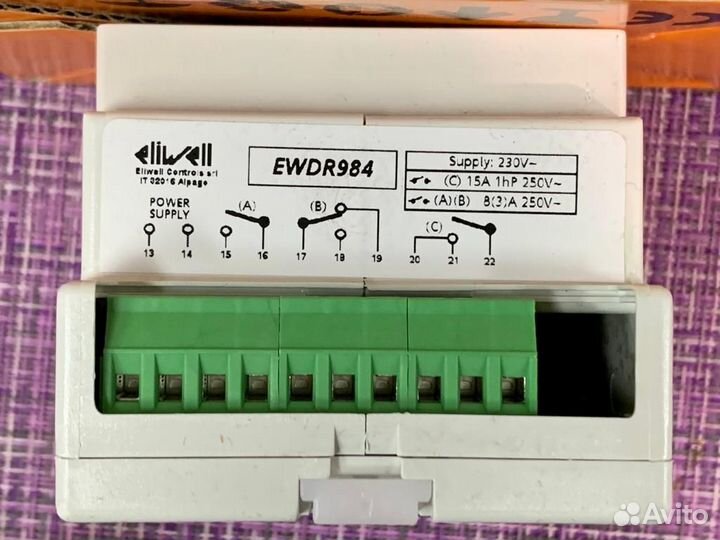 eliwell
Eliwell Controls srl
IT 32016 Alpago
EWDR984
Supply: 230V~
(C) 15A 1hP 250V~
(A)(B) 8(3)A 250V~
POWER
SUPPLY
(A)
(B)
(C)
13 14 15 16 17 18 19 20 21 22
Avito